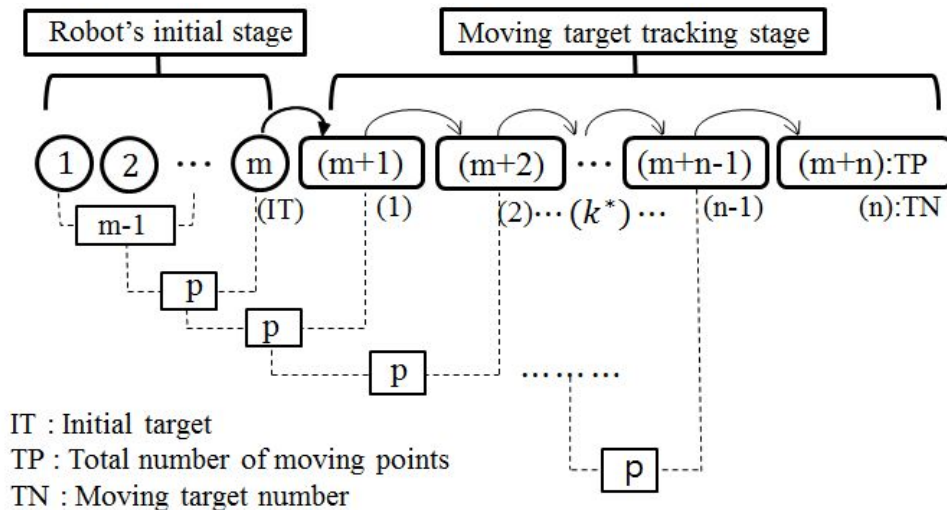 Robot's initial stage
Moving target tracking stage
1 2 ⋯ m (m+1) (m+2) ⋯ (m+n-1) (m+n):TP
(IT) (1) (2)⋯(k*)⋯ (n-1) (n):TN
m-1
p
p
p ………
p
IT : Initial target
TP : Total number of moving points
TN : Moving target number